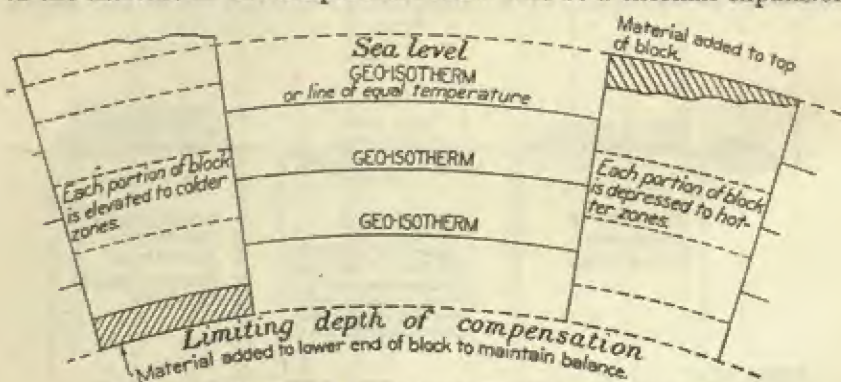 Sea level
GEO-ISOTHERM
or line of equal temperature
Material added to top
of block.
GEO-ISOTHERM
Each portion of block
is elevated to colder
zones.
Each portion of block
is depressed to hot-
ter zones.
GEO-ISOTHERM
Limiting depth of compensation
Material added to lower end of block to maintain balance.